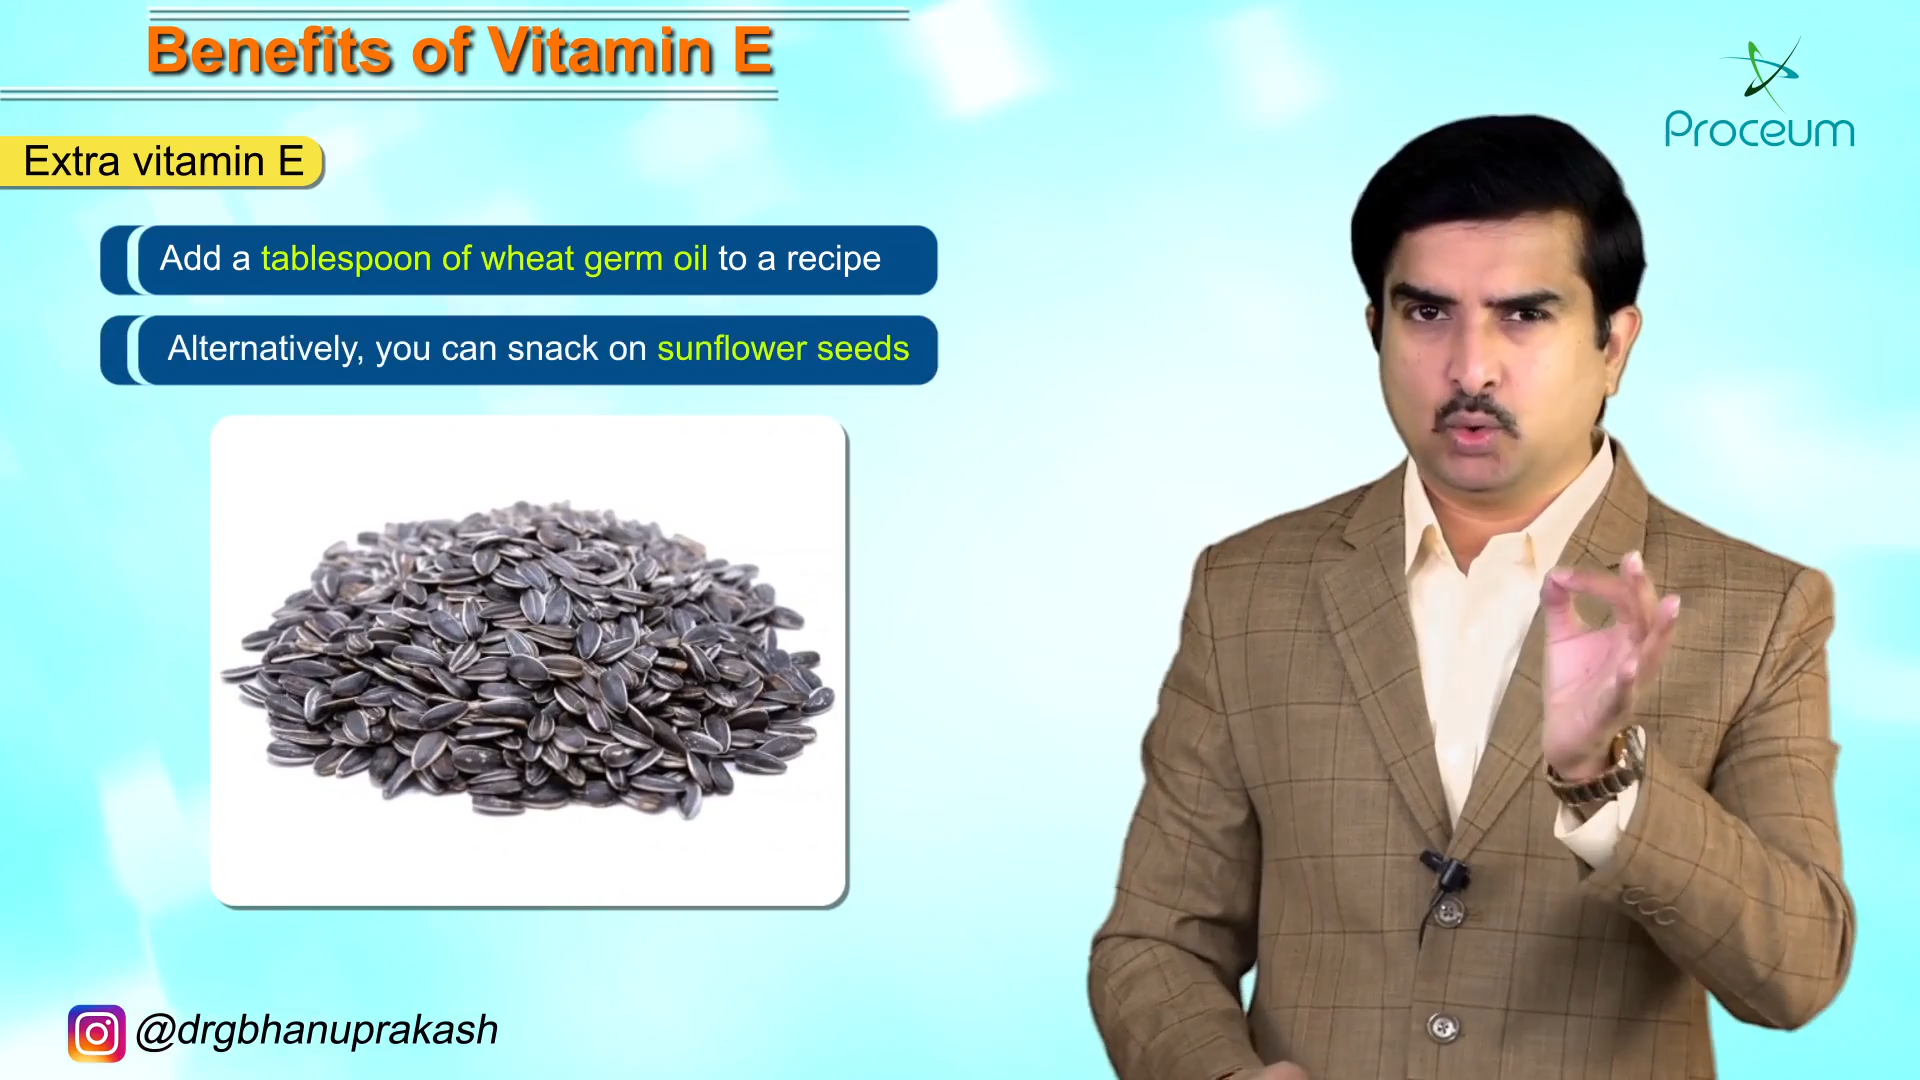 Benefits of Vitamin E
Proceum
Extra vitamin E
Add a tablespoon of wheat germ oil to a recipe
Alternatively, you can snack on sunflower seeds
@drgbhanuprakash